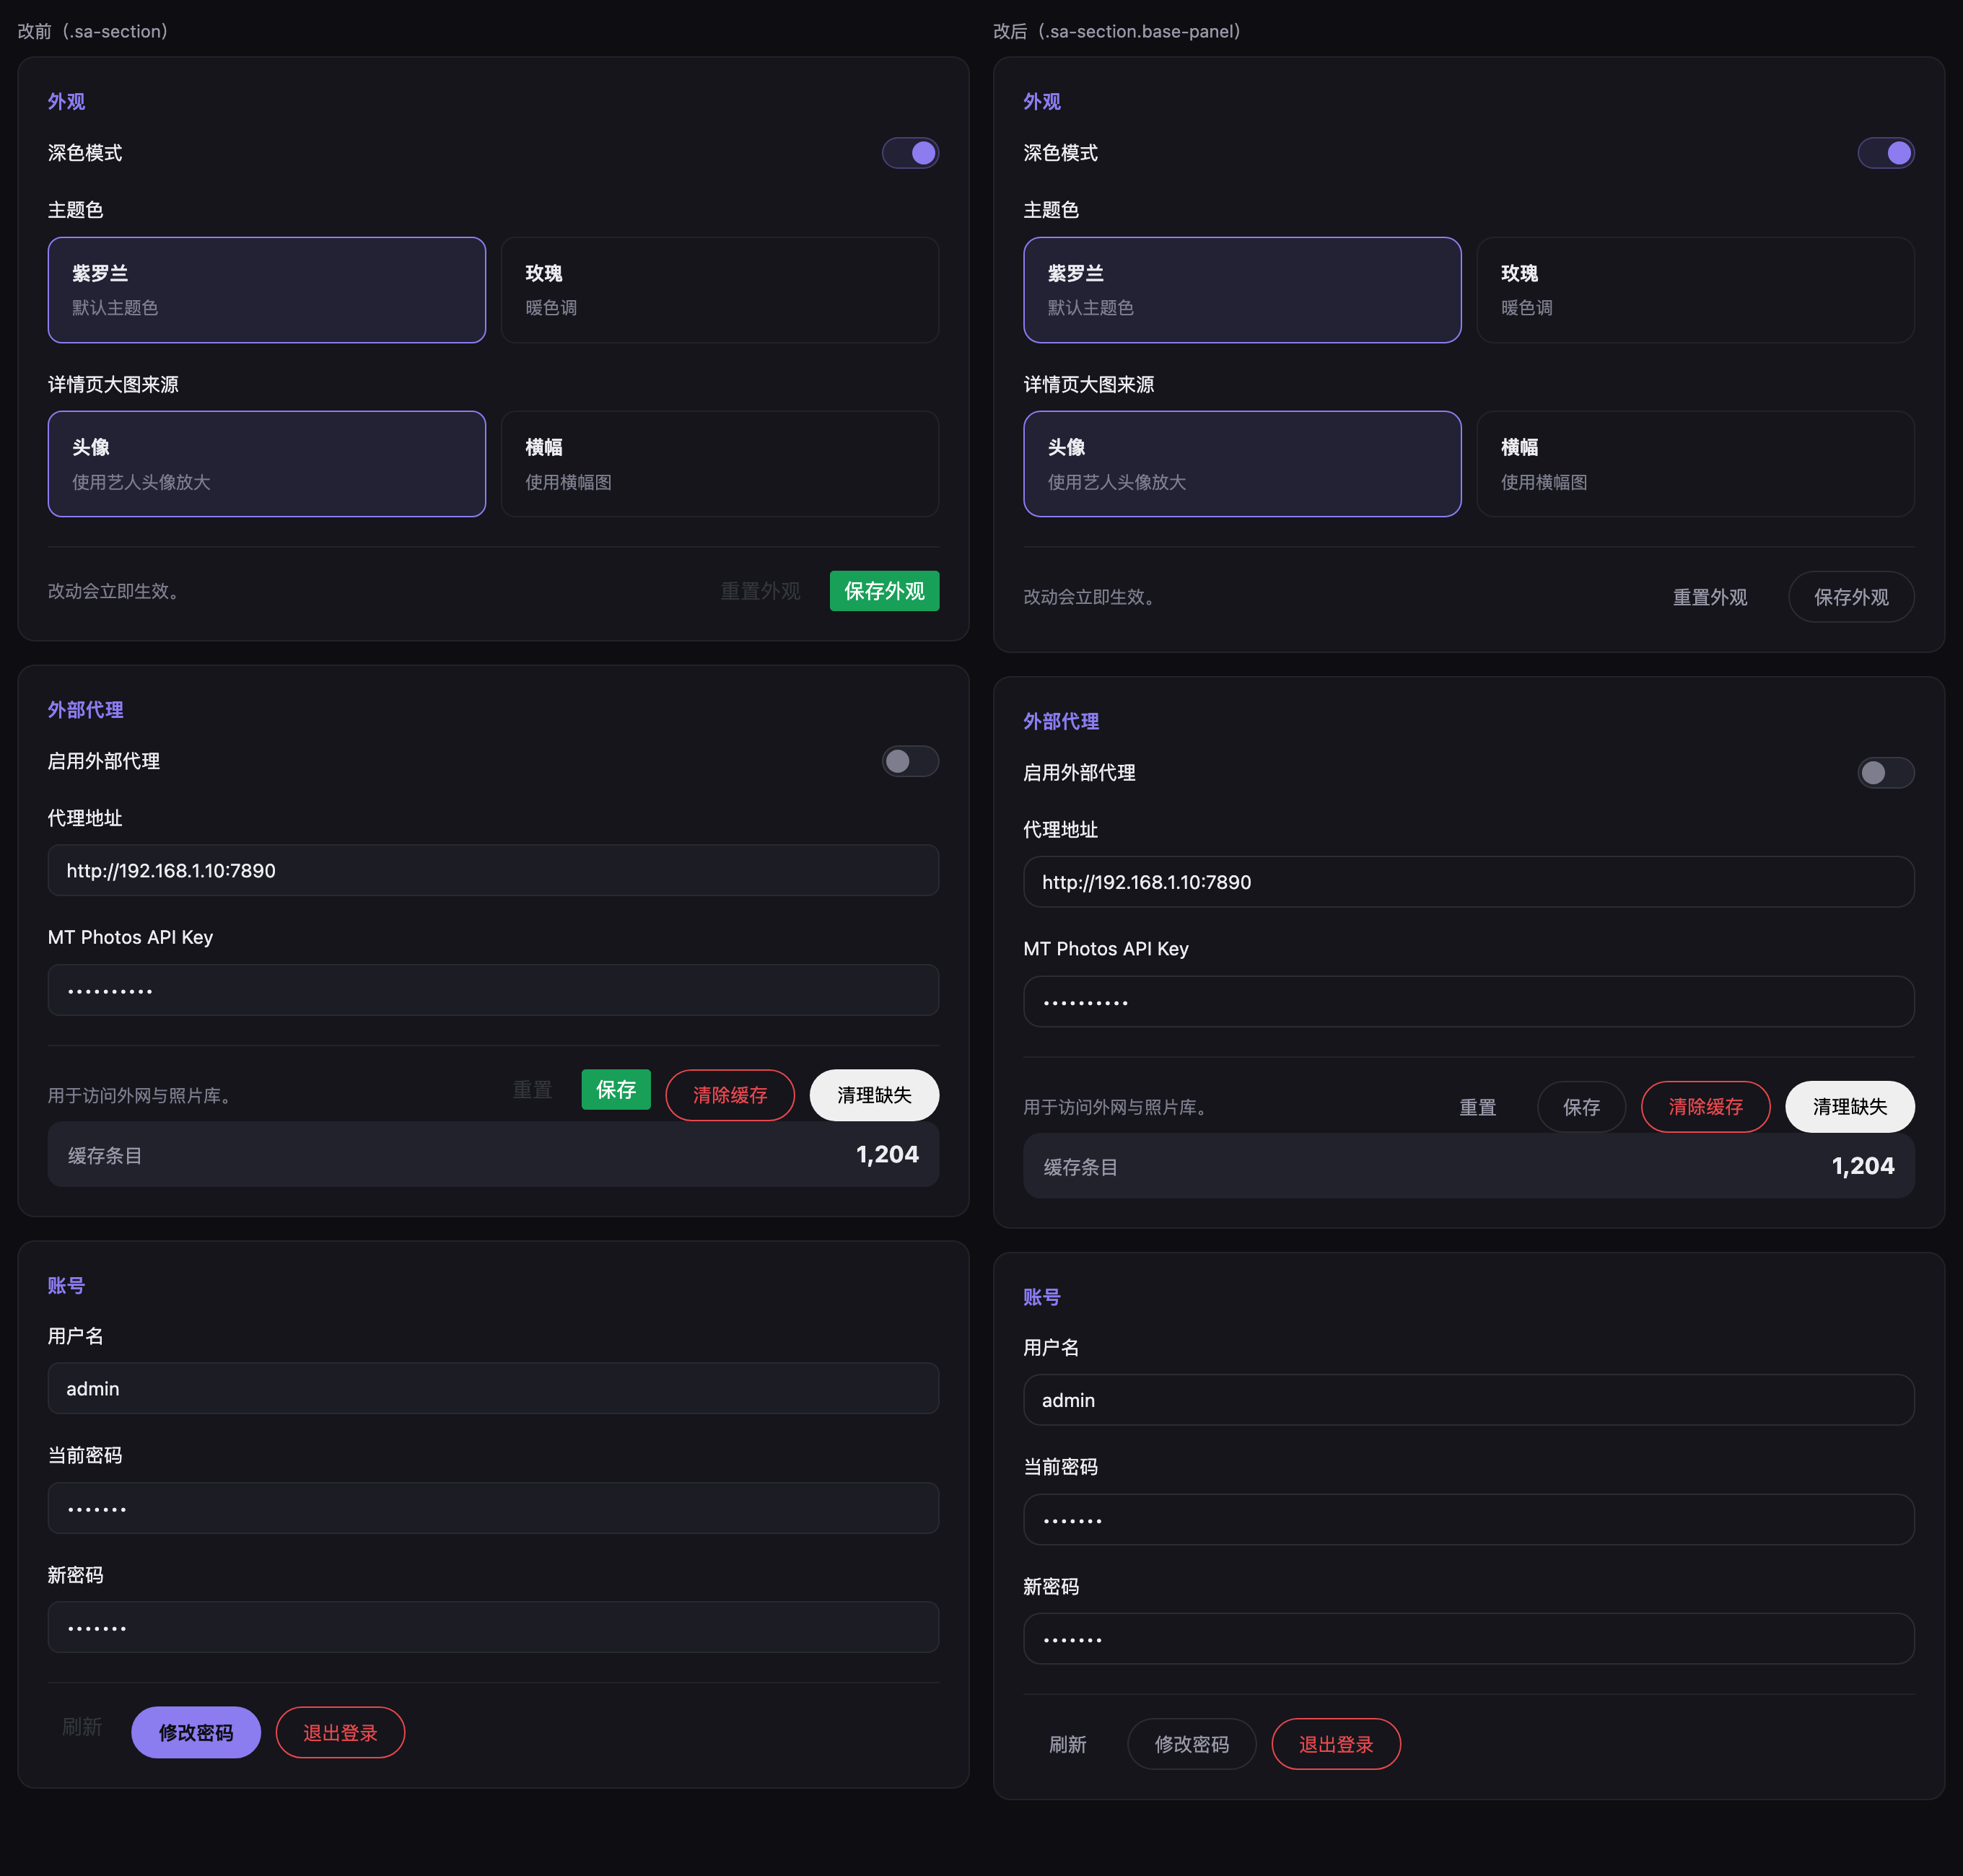 改前（.sa-section）
外观
深色模式
主题色
紫罗兰
默认主题色
玫瑰
暖色调
详情页大图来源
头像
使用艺人头像放大
横幅
使用横幅图
改动会立即生效。 重置外观 保存外观
外部代理
启用外部代理
代理地址
http://192.168.1.10:7890
MT Photos API Key
••••••••••
用于访问外网与照片库。 重置 保存 清除缓存 清理缺失
缓存条目 1,204
账号
用户名
admin
当前密码
•••••••
新密码
•••••••
刷新 修改密码 退出登录
改后（.sa-section.base-panel）
外观
深色模式
主题色
紫罗兰
默认主题色
玫瑰
暖色调
详情页大图来源
头像
使用艺人头像放大
横幅
使用横幅图
改动会立即生效。 重置外观 保存外观
外部代理
启用外部代理
代理地址
http://192.168.1.10:7890
MT Photos API Key
••••••••••
用于访问外网与照片库。 重置 保存 清除缓存 清理缺失
缓存条目 1,204
账号
用户名
admin
当前密码
•••••••
新密码
•••••••
刷新 修改密码 退出登录